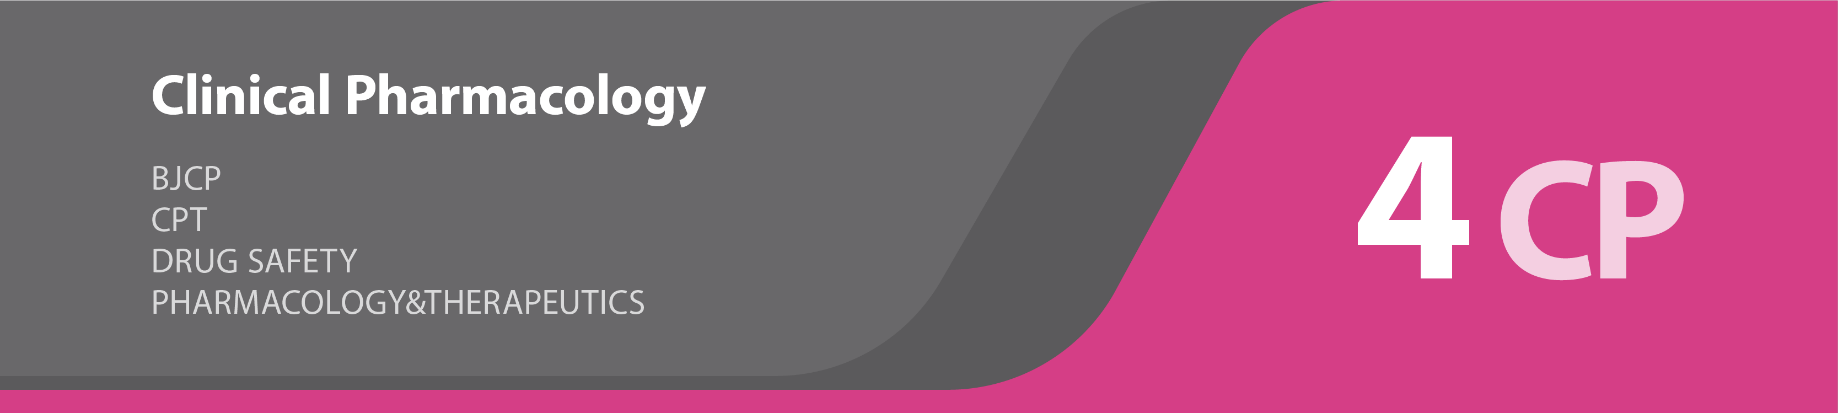 Clinical Pharmacology
BJCP
CPT
DRUG SAFETY
PHARMACOLOGY&THERAPEUTICS
4 CP